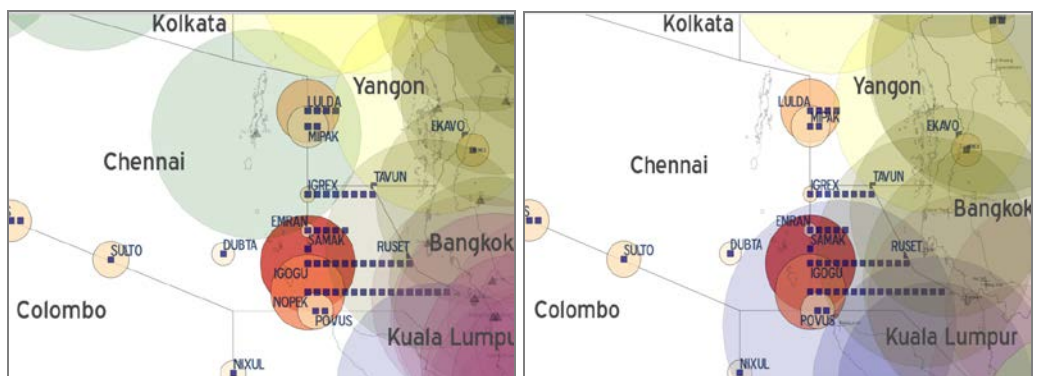 Kolkata
Yangon
LULDA
MIPAK
EKAVO
Chennai
IGREX
TAVUN
EMRAN
SAMAK
RUSET
Bangkok
SULTO
DUBTA
IGOGU
Colombo
NOPEK
POVUS
Kuala Lumpu
NIXUL
Kolkata
Yangon
LULDA
MIPAK
EKAVO
Chennai
IGREX
TAVUN
EMRAN
SAMAK
RUSET
Bangkok
SULTO
DUBTA
IGOGU
Colombo
POVUS
Kuala Lumpur
NIXUL